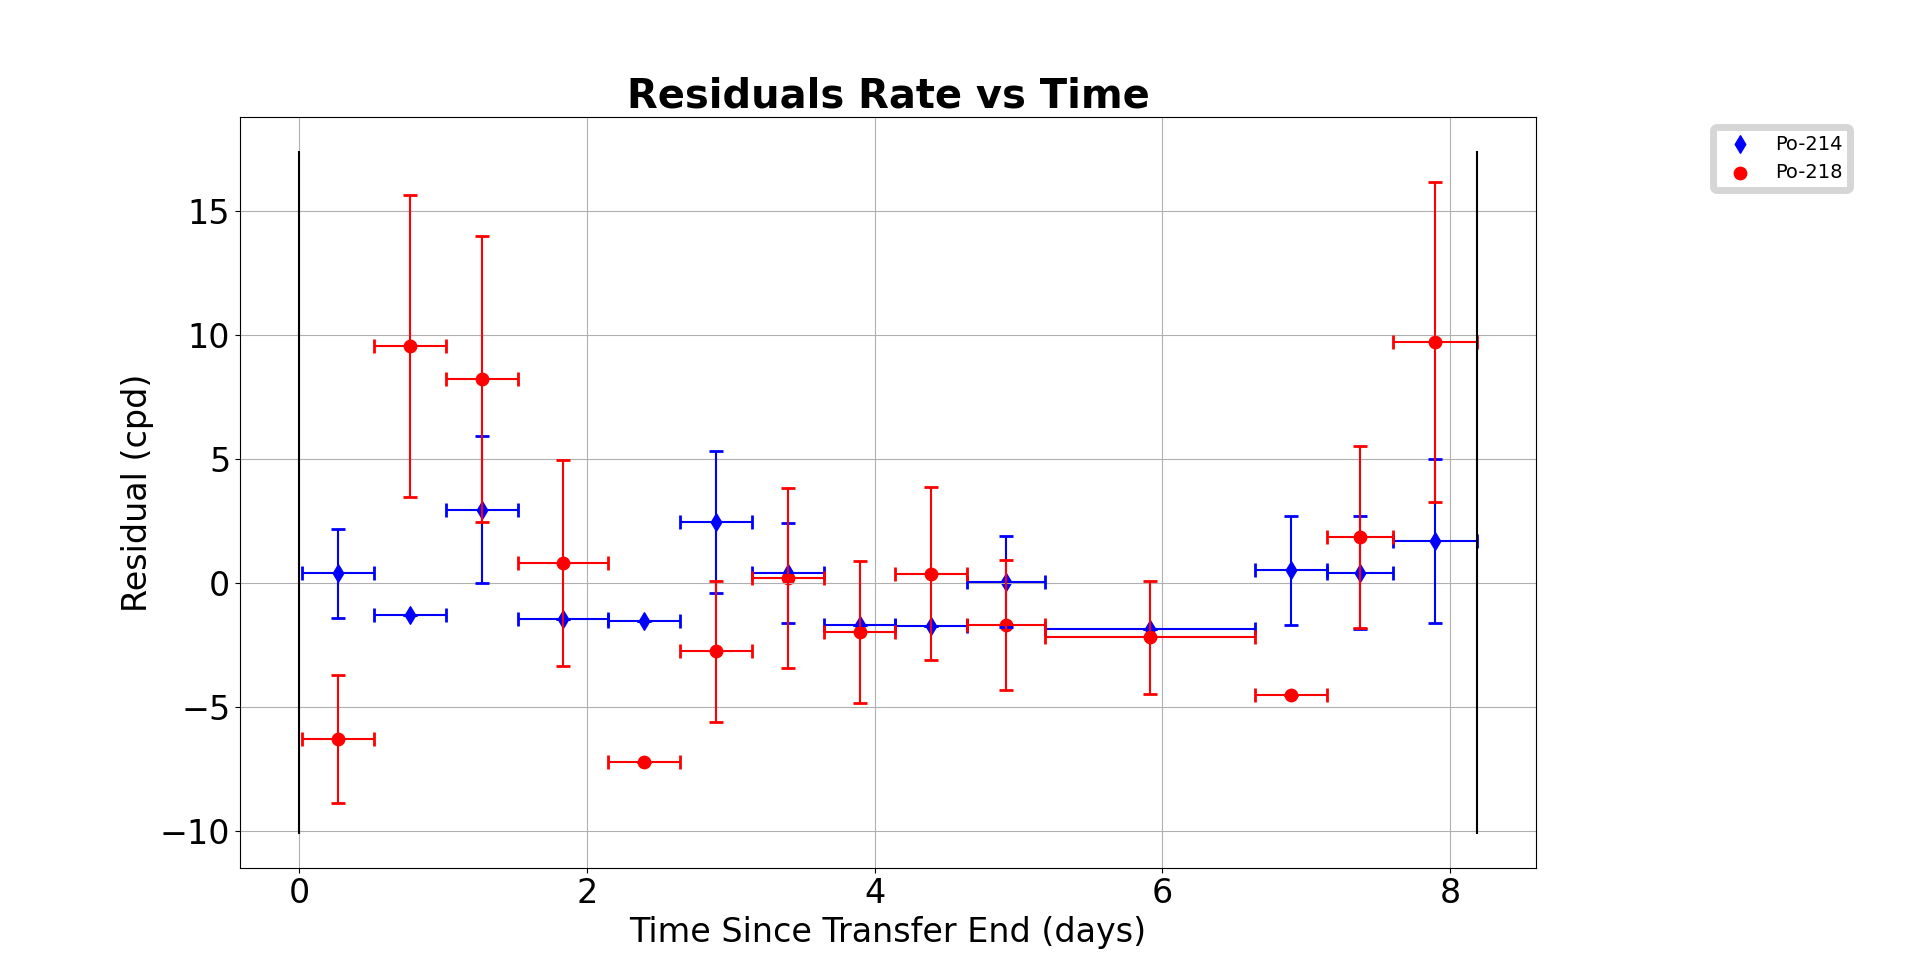 Residuals Rate vs Time
Po-214
Po-218
Residual (cpd)
15
10
5
0
−5
−10
0 2 4 6 8
Time Since Transfer End (days)